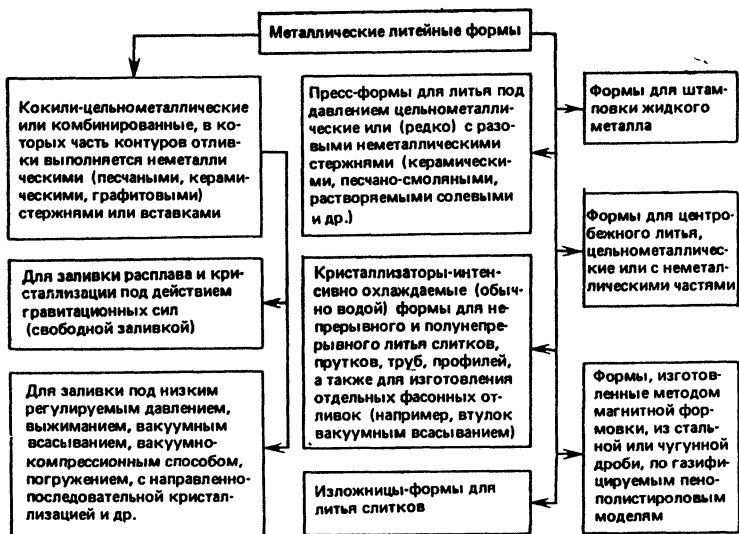 Металлические литейные формы
Кокили-цельнометаллические
или комбинированные, в ко-
торых часть контуров отлив-
ки выполняется неметалли
ческими (песчаными, керами-
ческими, графитовыми)
стержнями или вставками
Для заливки расплава и кри-
сталлизации под действием
гравитационных сил
(свободной заливкой)
Для заливки под низким
регулируемым давлением,
выжиманием, вакуумным
всасыванием, вакуумно-
компрессионным способом,
погружением, с направленно-
последовательной кристал-
лизацией и др.
Пресс-формы для литья под
давлением цельнометалли-
ческие или (редко) с разо-
выми неметаллическими
стержнями (керамически-
ми, песчано-смоляными,
растворяемыми солевыми
и др.)
Кристаллизаторы-интен-
сивно охлаждаемые (обыч-
но водой) формы для не-
прерывного и полунепре-
рывного литья слитков,
прутков, труб, профилей,
а также для изготовления
отдельных фасонных от-
ливок (например, втулок
вакуумным всасыванием)
Изложницы-формы для
литья слитков
Формы для штам-
повки жидкого
металла
Формы для центро-
бежного литья,
цельнометалличес-
кие или с неметал-
лическими частями
Формы, изготов-
ленные методом
магнитной фор-
мовки, из сталь-
ной или чугунной
дроби, по газифи-
цируемым пено-
полистироловым
моделям